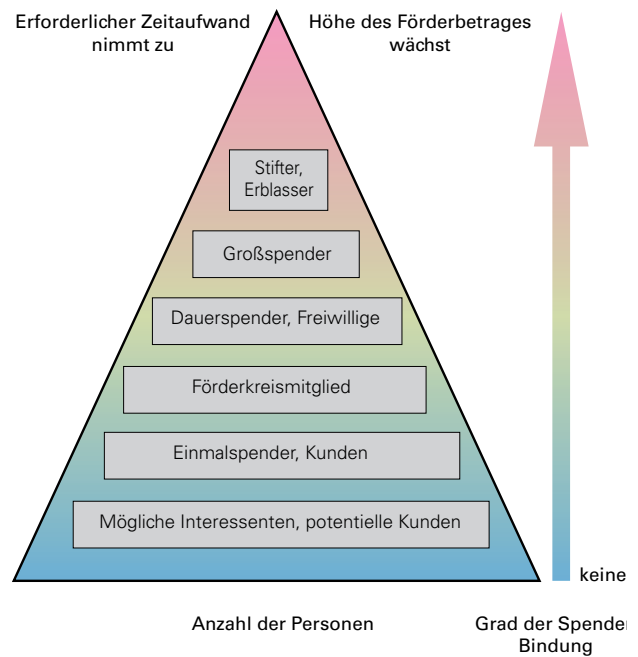 Erforderlicher Zeitaufwand
nimmt zu
Höhe des Förderbetrages
wächst
Stifter,
Erblasser
Großspender
Dauerspender, Freiwillige
Förderkreismitglied
Einmalspender, Kunden
Mögliche Interessenten, potentielle Kunden
keine
Anzahl der Personen
Grad der Spender
Bindung